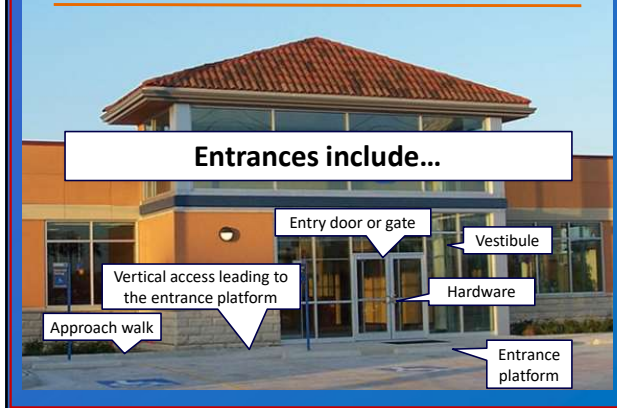 Entrances include…
Entry door or gate
Vestibule
Vertical access leading to
the entrance platform
Hardware
Approach walk
Entrance
platform